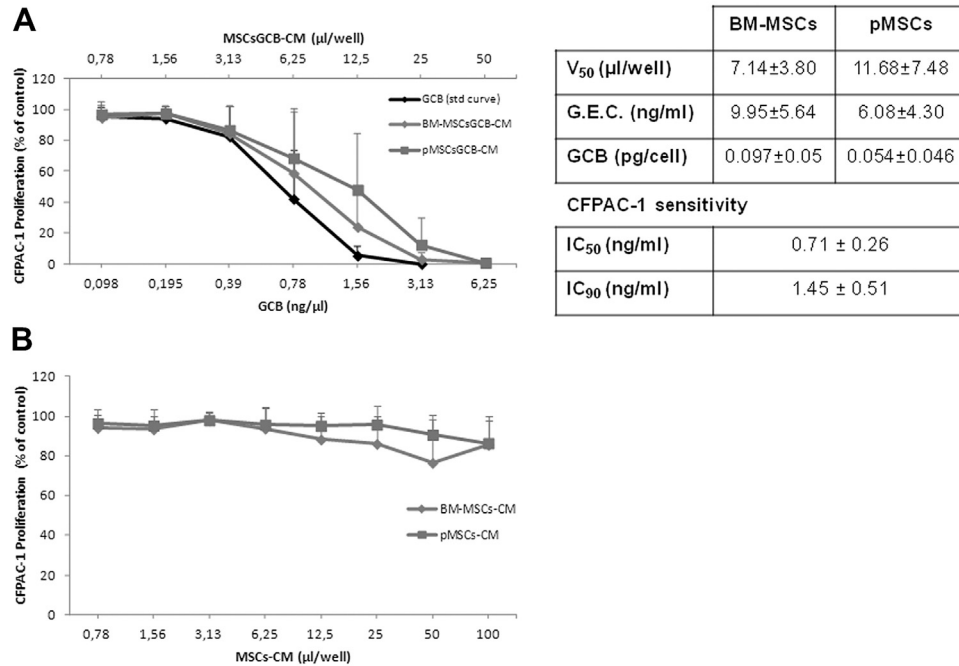 A
MSCsGCB-CM (µl/well)
0,78 1,56 3,13 6,25 12,5 25 50
120
100
80
60
40
20
0
CFPAC-1 Proliferation (% of control)
GCB (std curve)
BM-MSCsGCB-CM
pMSCsGCB-CM
0,098 0,195 0,39 0,78 1,56 3,13 6,25
GCB (ng/µl)
BM-MSCs pMSCs
V50 (µl/well) 7.14±3.80 11.68±7.48
G.E.C. (ng/ml) 9.95±5.64 6.08±4.30
GCB (pg/cell) 0.097±0.05 0.054±0.046
CFPAC-1 sensitivity
IC50 (ng/ml) 0.71 ± 0.26
IC90 (ng/ml) 1.45 ± 0.51
B
120
100
80
60
40
20
0
CFPAC-1 Proliferation (% of control)
BM-MSCs-CM
pMSCs-CM
0,78 1,56 3,13 6,25 12,5 25 50 100
MSCs-CM (µl/well)